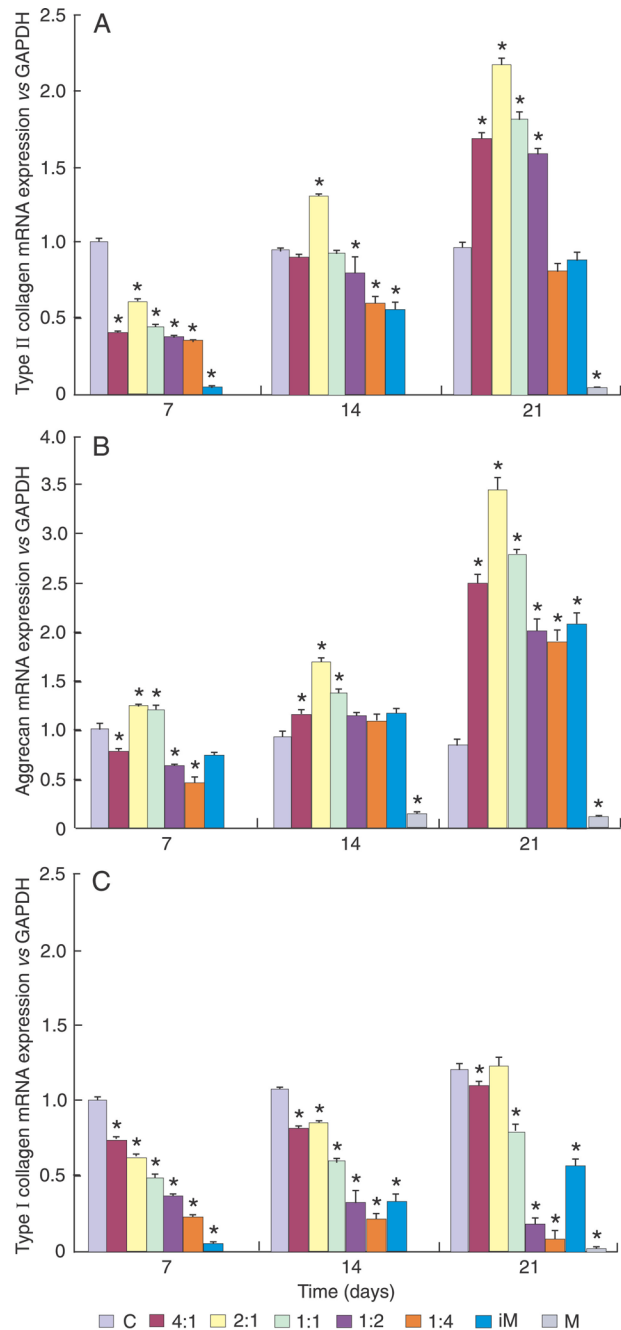 A
Type II collagen mRNA expression vs GAPDH
2.5
2.0
1.5
1.0
0.5
0
* * * * * *
* * * *
* * * * *
7 14 21
B
Aggrecan mRNA expression vs GAPDH
4.0
3.5
3.0
2.5
2.0
1.5
1.0
0.5
0
* * * * *
* * * *
* * * * * * *
7 14 21
C
Type I collagen mRNA expression vs GAPDH
2.5
2.0
1.5
1.0
0.5
0
* * * * * *
* * * * * *
* * * * * *
7 14 21
Time (days)
C 4:1 2:1 1:1 1:2 1:4 iM M